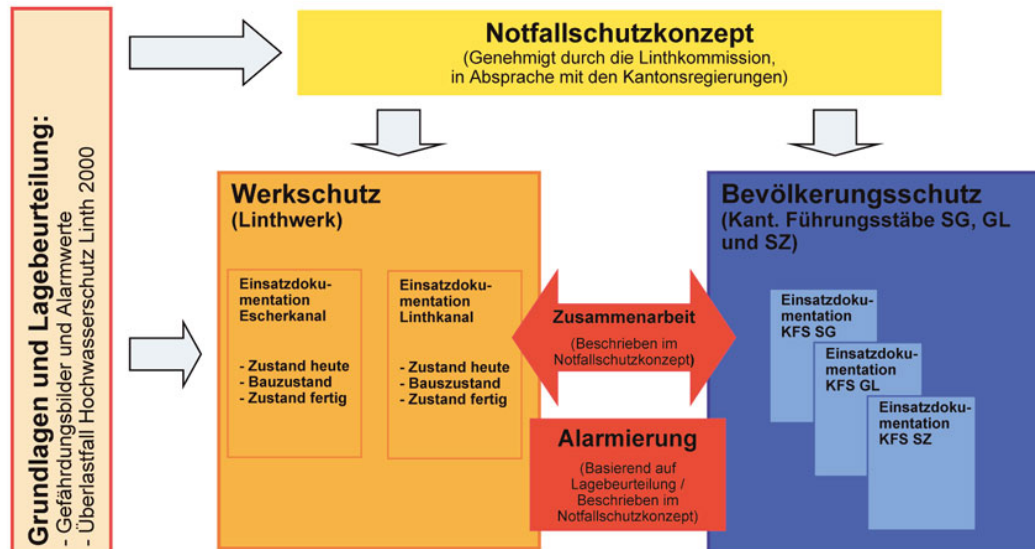 Grundlagen und Lagebeurteilung:
- Gefährdungsbilder und Alarmwerte
- Überlastfall Hochwasserschutz Linth 2000
Notfallschutzkonzept
(Genehmigt durch die Linthkommission,
in Absprache mit den Kantonsregierungen)
Werkschutz
(Linthwerk)
Einsatzdoku-
mentation
Escherkanal
- Zustand heute
- Bauzustand
- Zustand fertig
Einsatzdoku-
mentation
Linthkanal
- Zustand heute
- Bauszustand
- Zustand fertig
Zusammenarbeit
(Beschrieben im
Notfallschutzkonzept)
Alarmierung
(Basierend auf
Lagebeurteilung /
Beschrieben im
Notfallschutzkonzept)
Bevölkerungsschutz
(Kant. Führungsstäbe SG, GL
und SZ)
Einsatzdoku-
mentation
KFS SG
Einsatzdoku-
mentation
KFS GL
Einsatzdoku-
mentation
KFS SZ